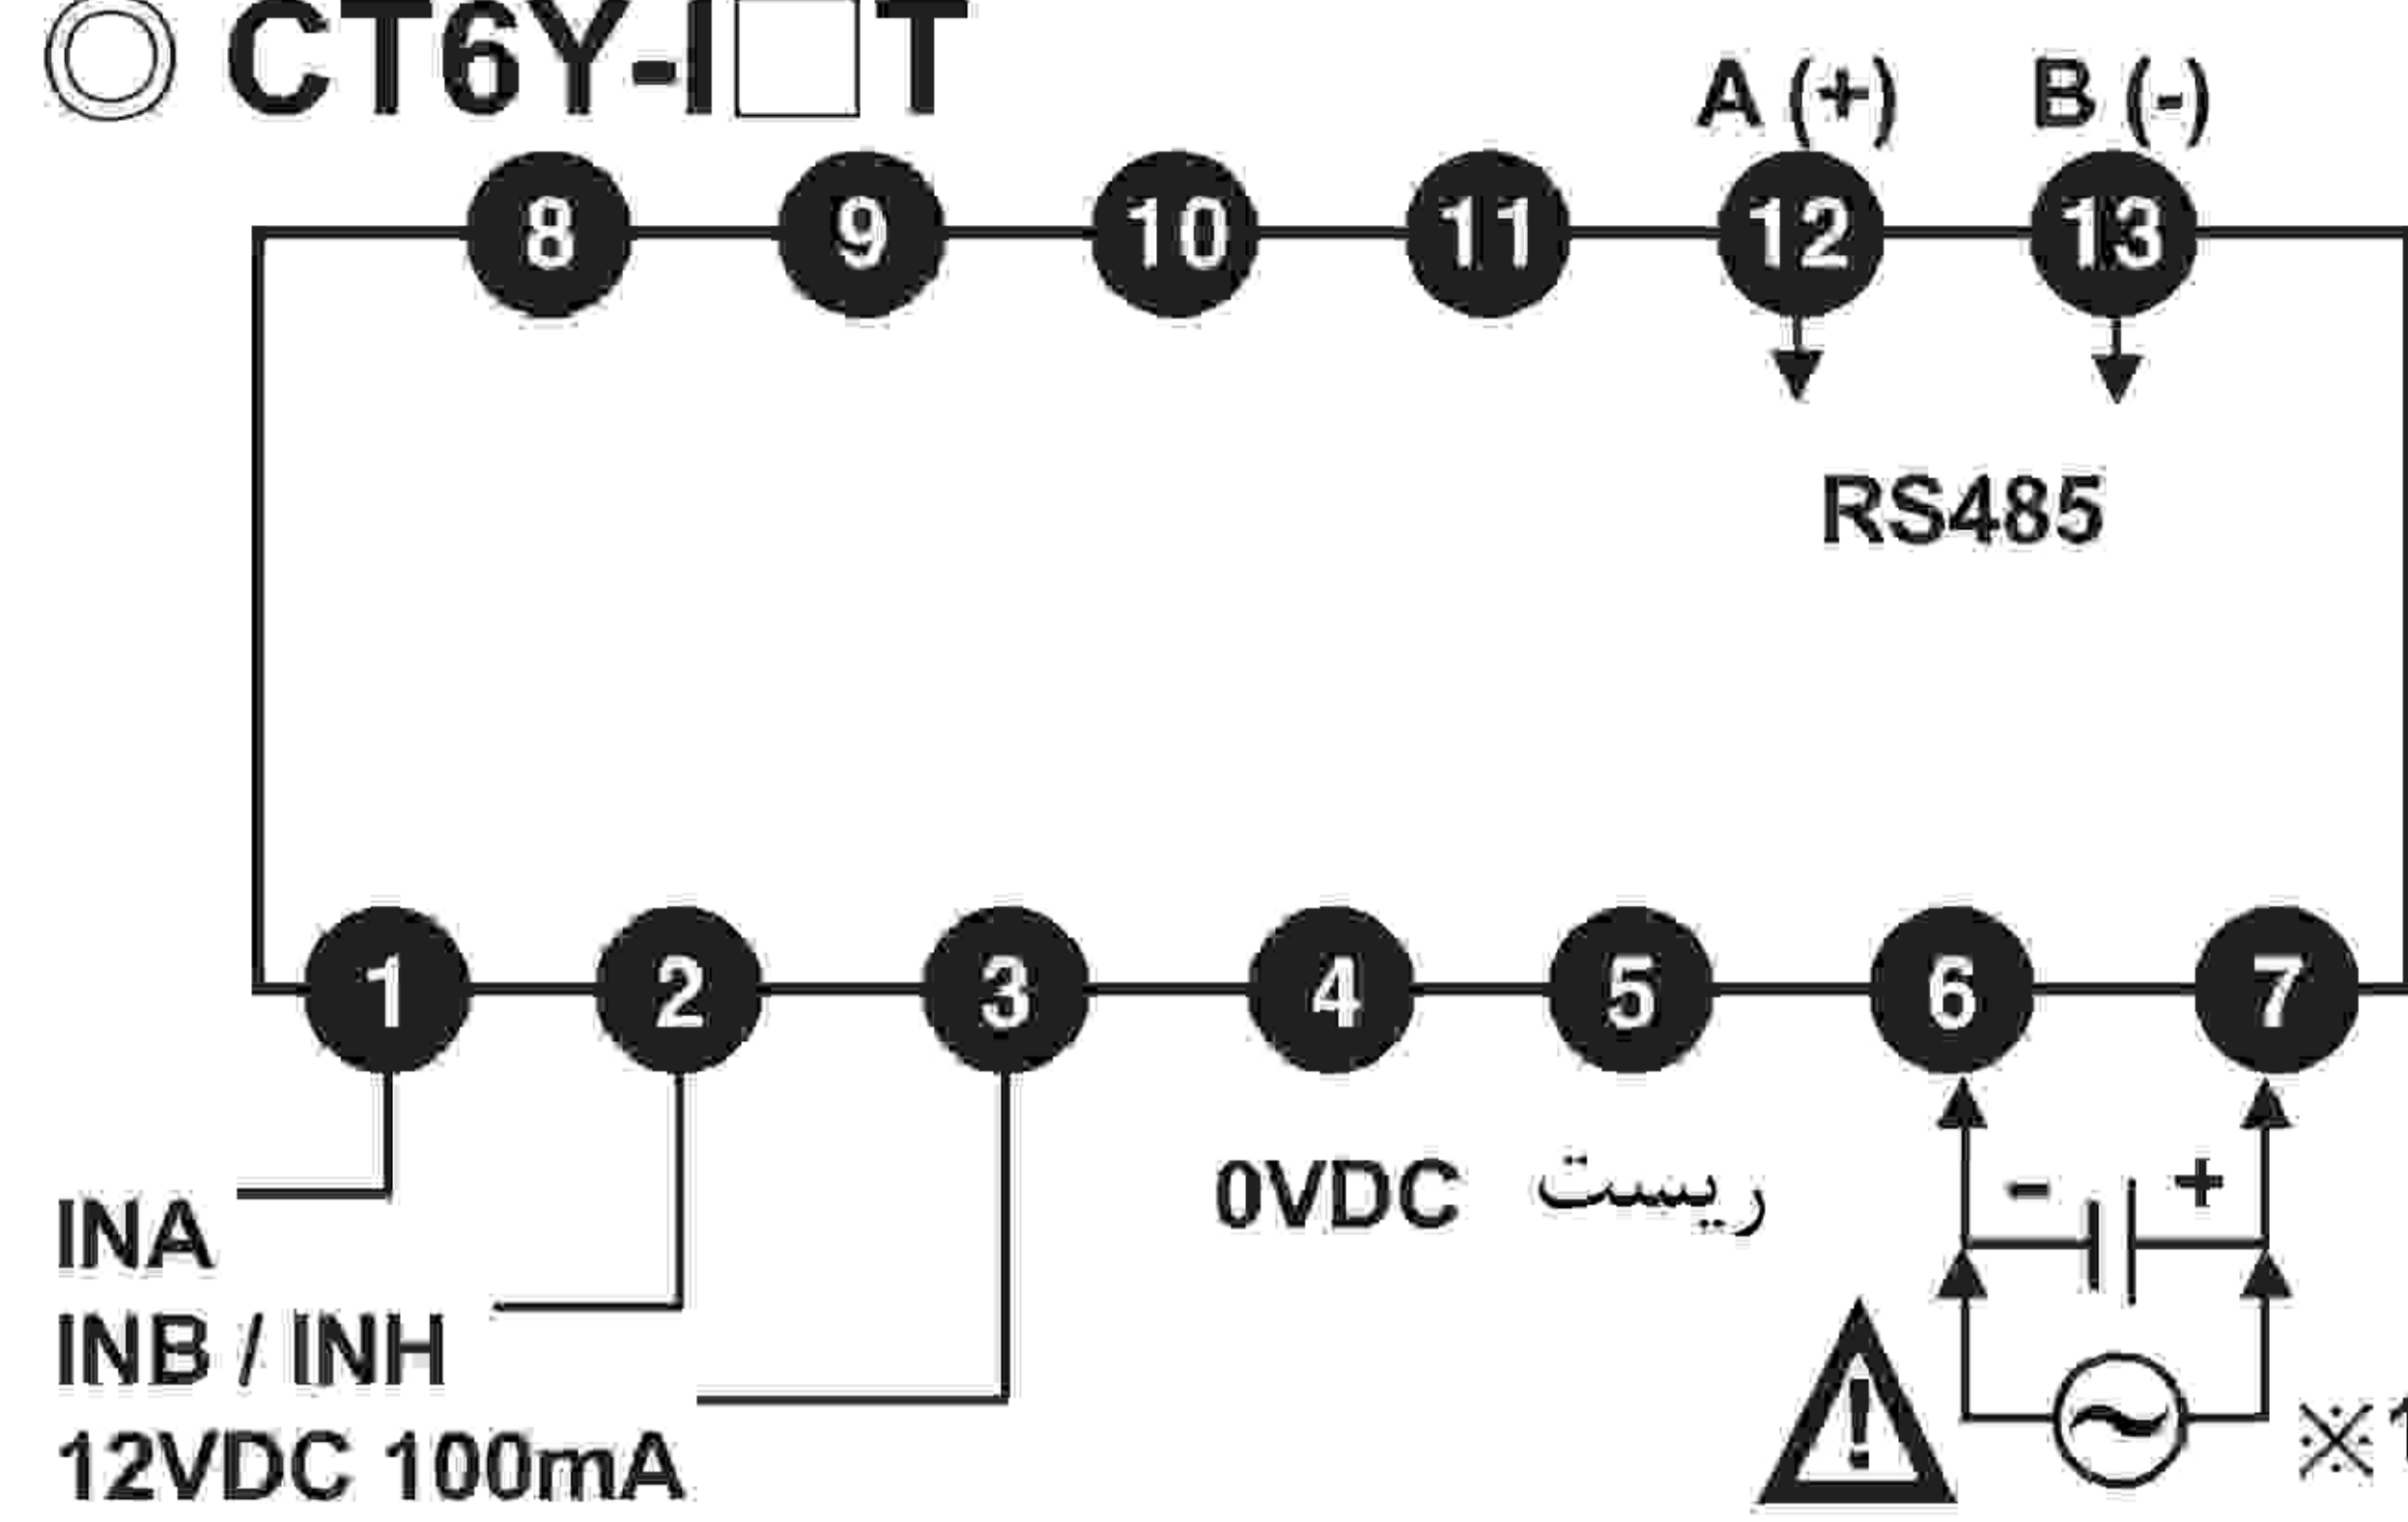 ◎ CT6Y-I□T
A (+) B (-)
8 9 10 11 12 13
RS485
1 2 3 4 5 6 7
0VDC ریست - +
INA
INB / INH
12VDC 100mA
! ※1